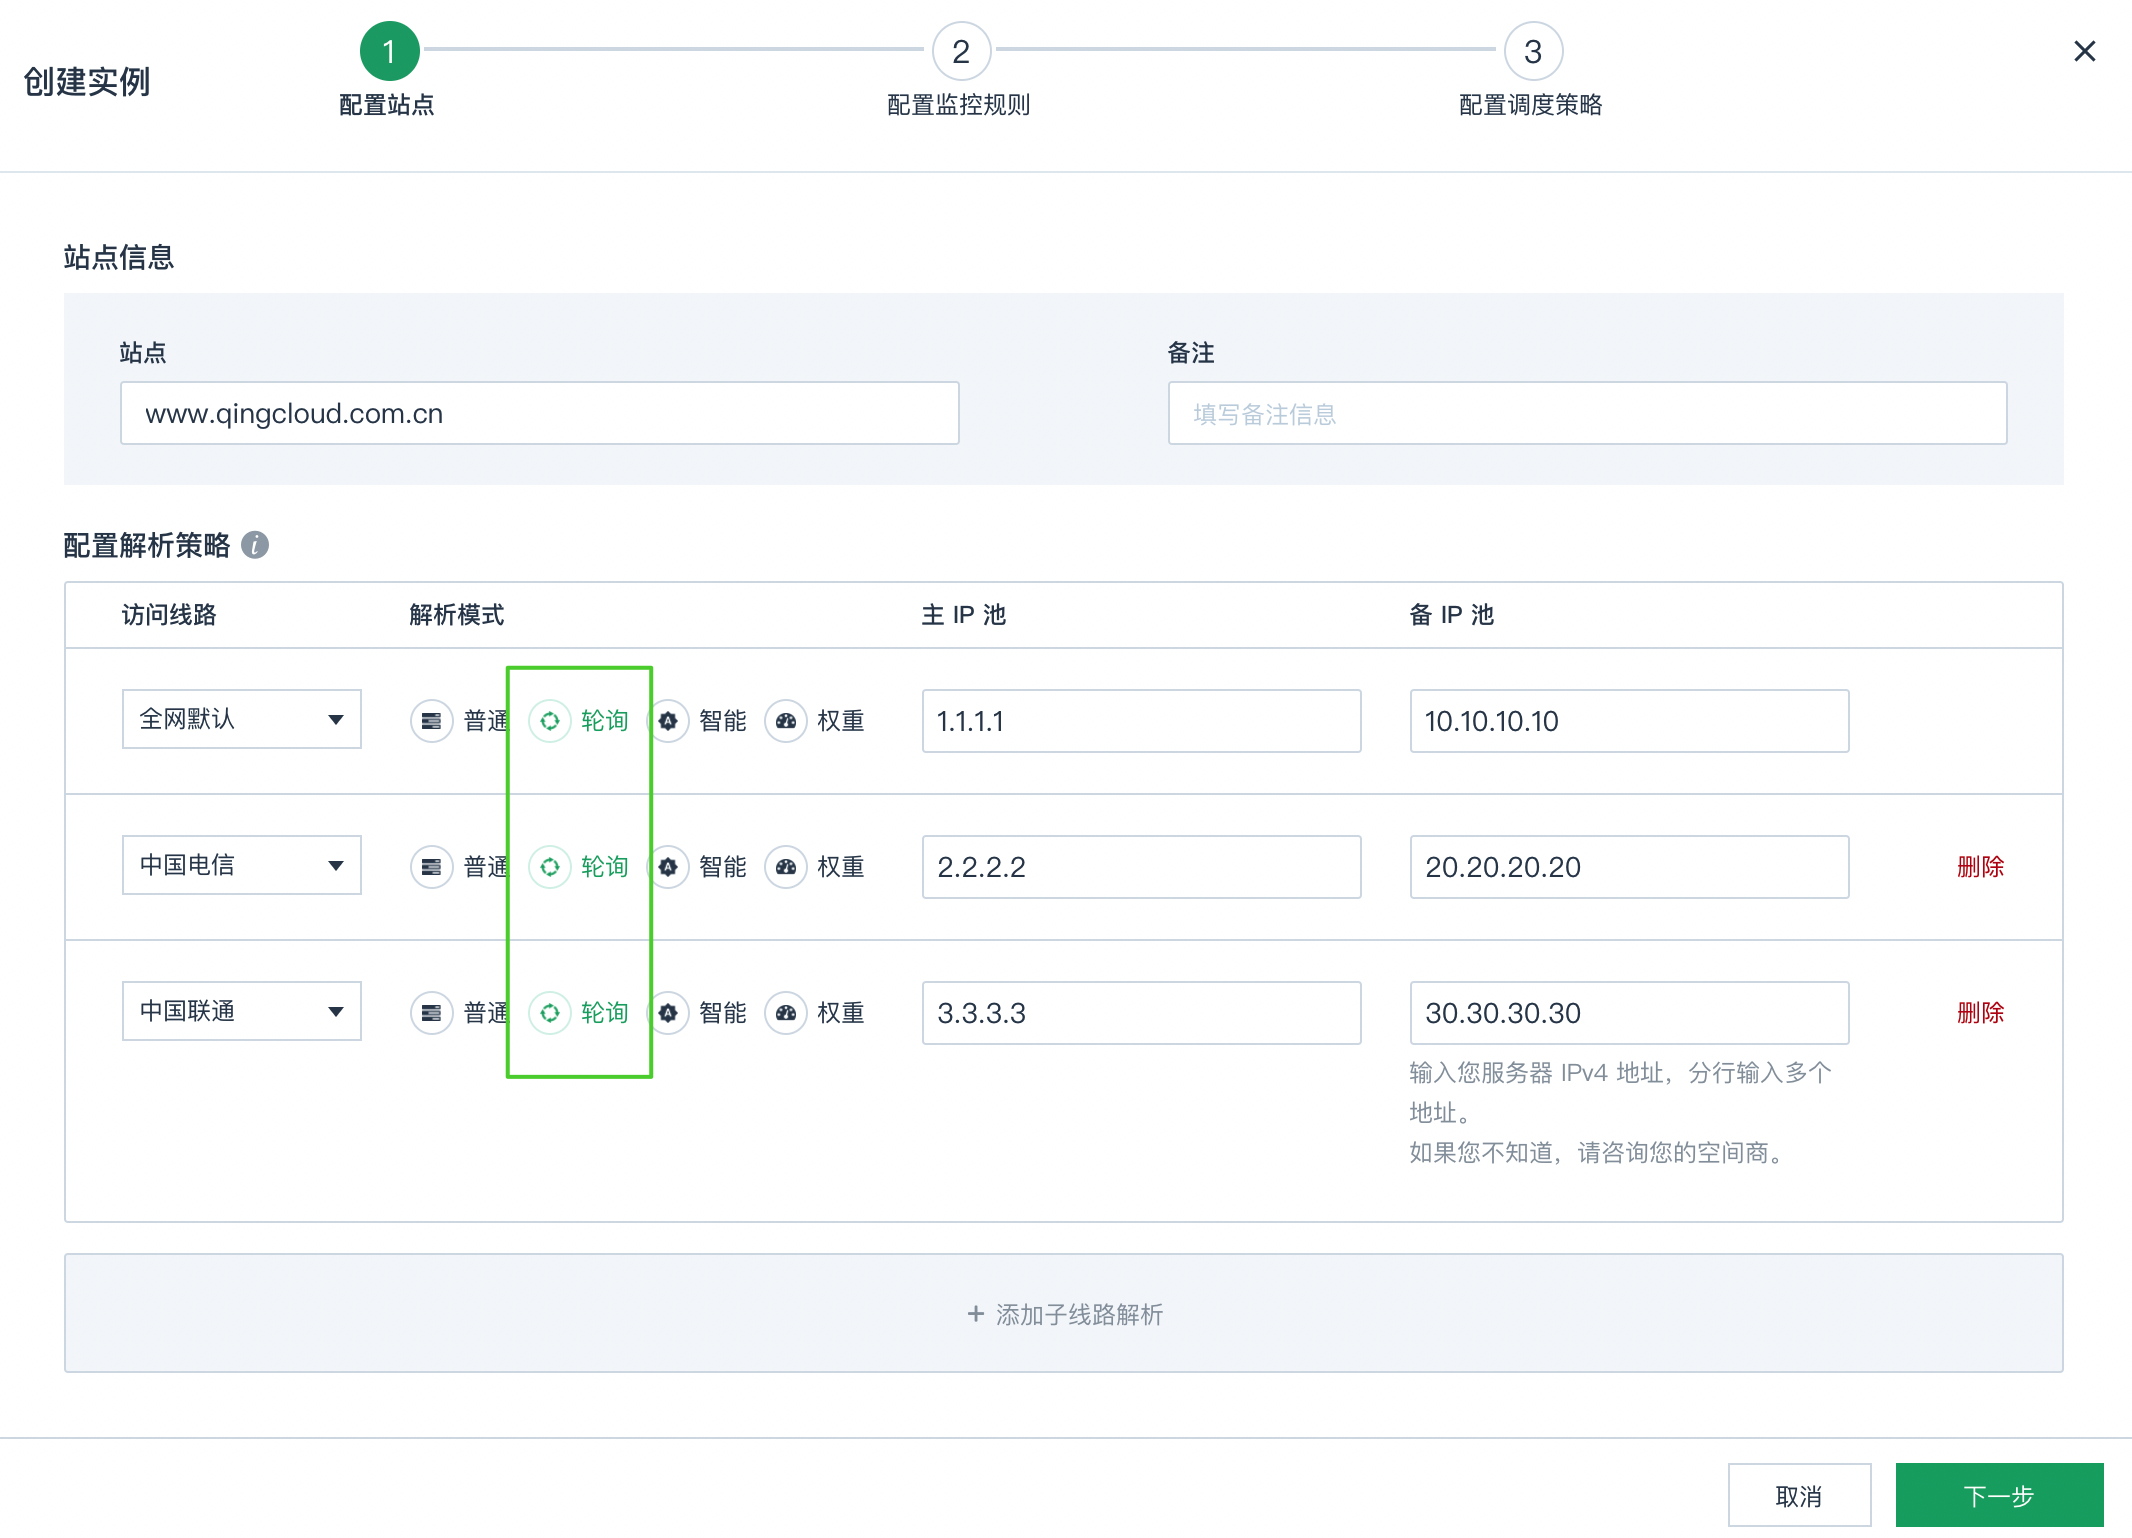 创建实例
1
配置站点
2
配置监控规则
3
配置调度策略
站点信息
站点
备注
www.qingcloud.com.cn
填写备注信息
配置解析策略 i
访问线路 解析模式 主 IP 池 备 IP 池
全网默认 普通 轮询 A 智能 权重 1.1.1.1 10.10.10.10
中国电信 普通 轮询 A 智能 权重 2.2.2.2 20.20.20.20 删除
中国联通 普通 轮询 A 智能 权重 3.3.3.3 30.30.30.30 删除
输入您服务器 IPv4 地址，分行输入多个
地址。
如果您不知道，请咨询您的空间商。
+ 添加子线路解析
取消 下一步